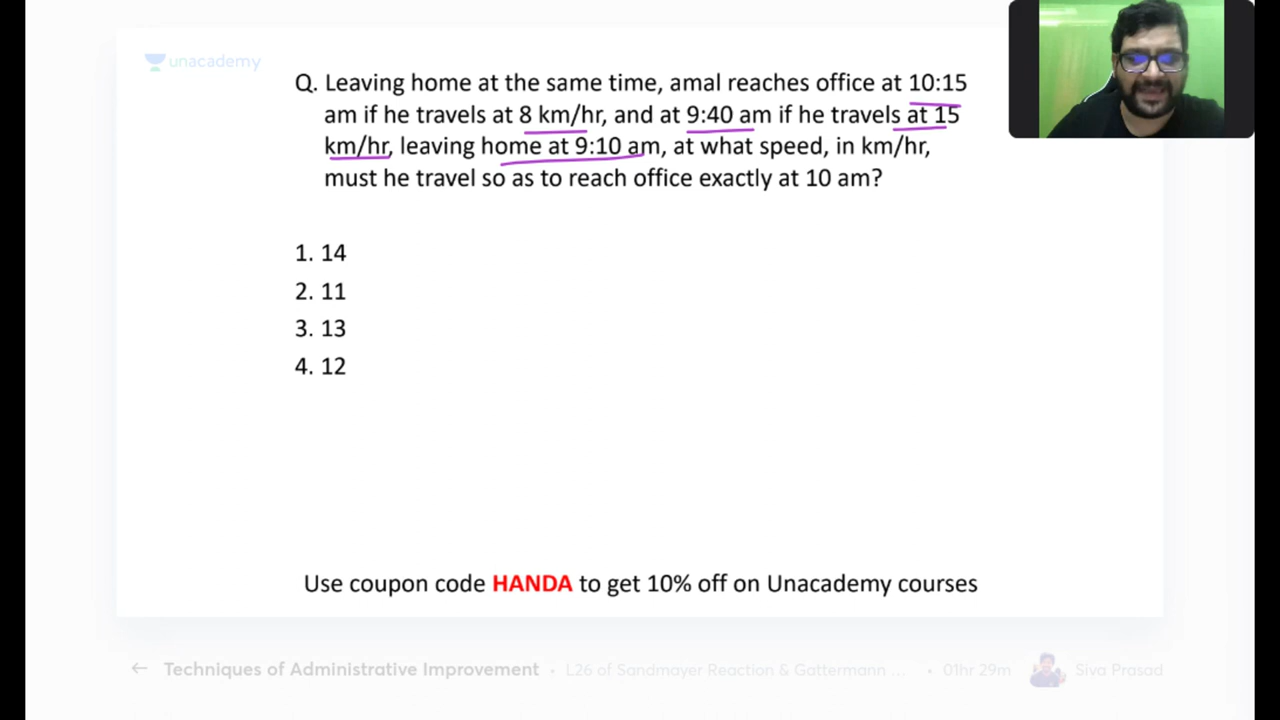 unacademy
Q. Leaving home at the same time, amal reaches office at 10:15
am if he travels at 8 km/hr, and at 9:40 am if he travels at 15
km/hr, leaving home at 9:10 am, at what speed, in km/hr,
must he travel so as to reach office exactly at 10 am?
1. 14
2. 11
3. 13
4. 12
Use coupon code HANDA to get 10% off on Unacademy courses
Techniques of Administrative Improvement • L26 of Sandmayer Reaction & Gattermann ... • 01hr 29m Siva Prasad